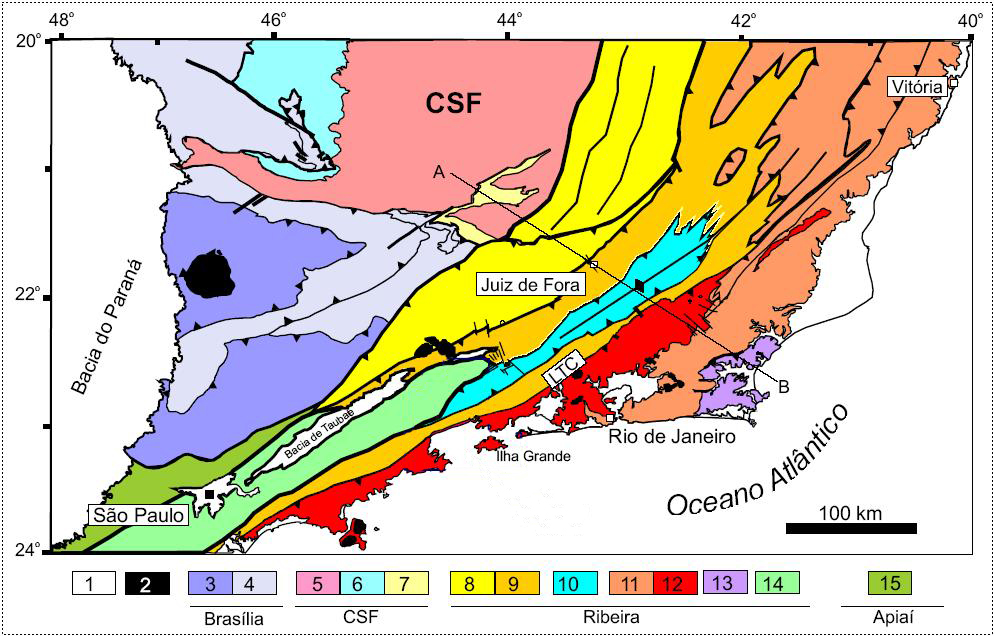 48°
46°
44°
42°
40°
20°
Vitória
CSF
A
Juiz de Fora
22°
Bacia do Paraná
LTC
B
Bacia de Taubaé
Rio de Janeiro
Ilha Grande
Oceano Atlântico
São Paulo
100 km
24°
1 2 3 4 5 6 7 8 9 10 11 12 13 14 15
Brasília CSF Ribeira Apiaí